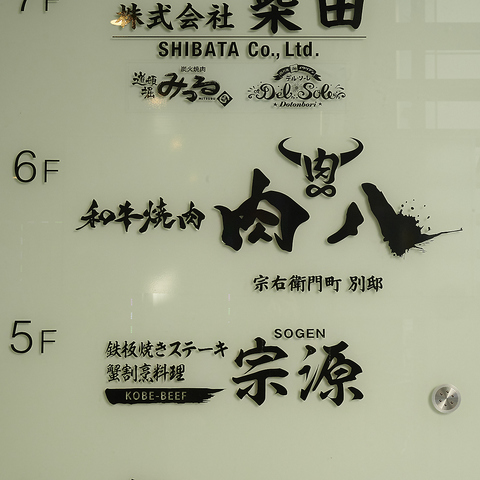 7F
株式会社 柴田
SHIBATA Co., Ltd.
炭火焼肉
道頓堀 みつる
MITSURU
デル・ソーレ
Del Sole
Dotonbori
6F
肉
和牛焼肉 肉八
宗右衛門町 別邸
5F
鉄板焼きステーキ
蟹割烹料理
KOBE-BEEF
SOGEN
宗源